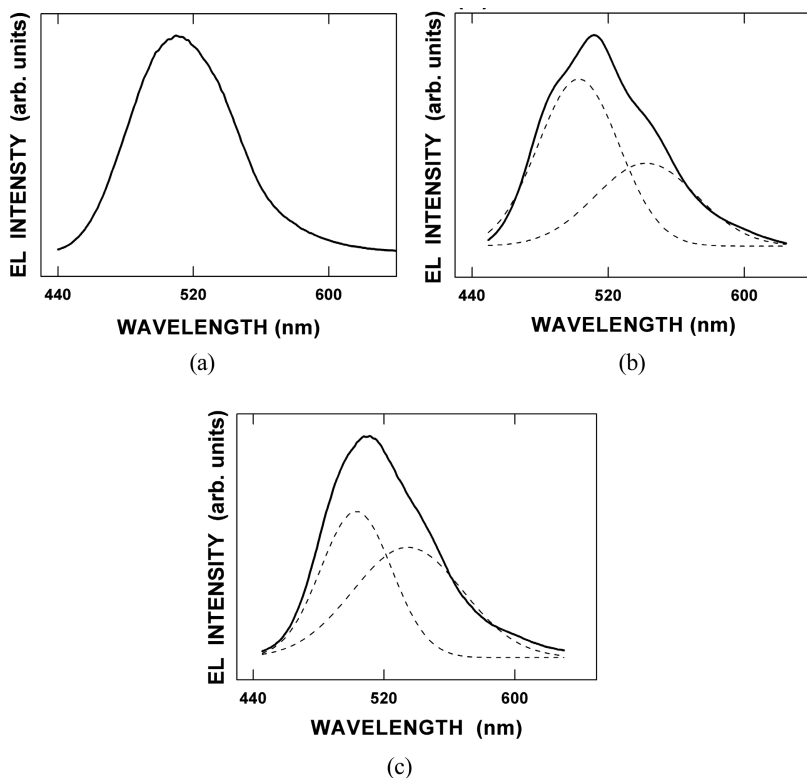 EL INTENSTY (arb. units)
440 520 600
WAVELENGTH (nm)
(a)
EL INTENSITY (arb. units)
440 520 600
WAVELENGTH (nm)
(b)
EL INTENSITY (arb. units)
440 520 600
WAVELENGTH (nm)
(c)